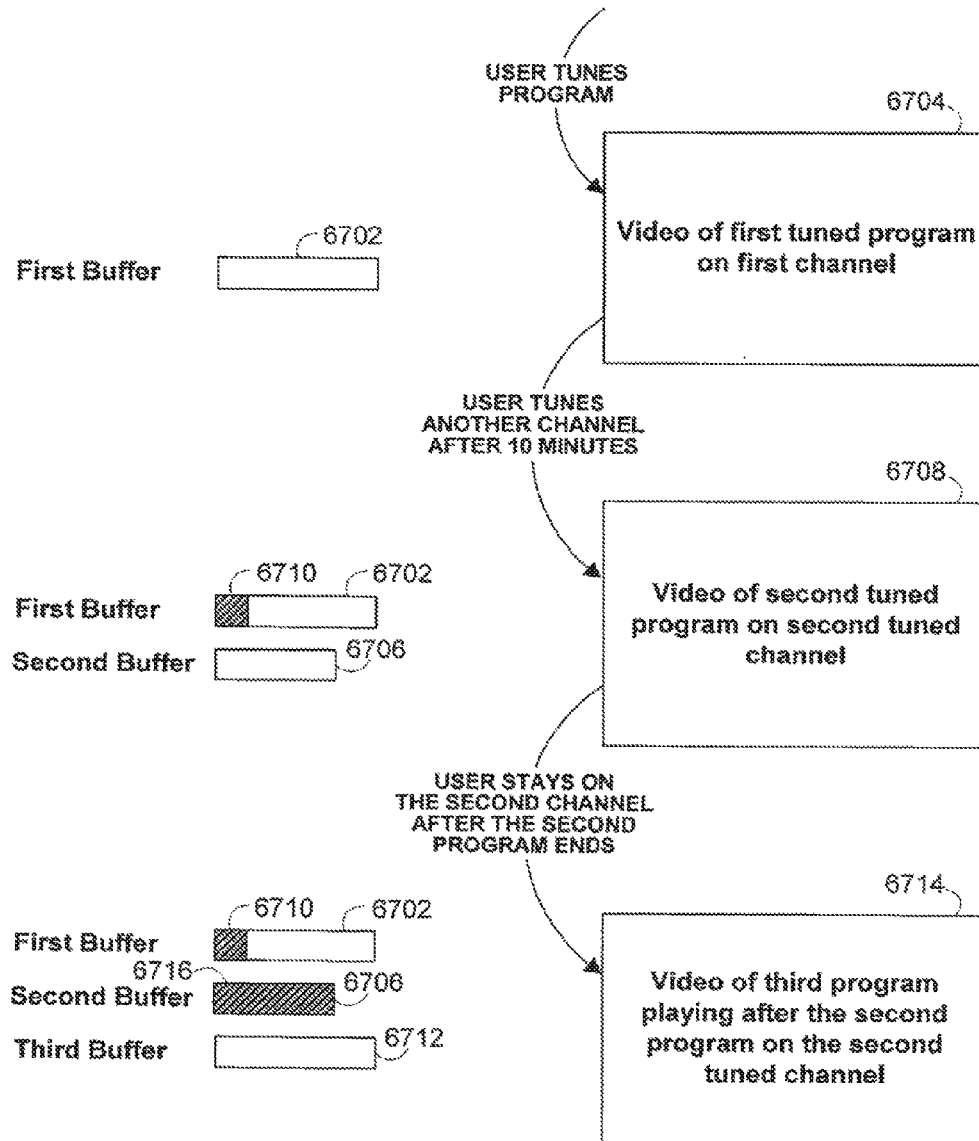 USER TUNES
PROGRAM
6704
Video of first tuned program
on first channel
6702
First Buffer
USER TUNES
ANOTHER CHANNEL
AFTER 10 MINUTES
6708
Video of second tuned
program on second tuned
channel
6710
6702
First Buffer
Second Buffer
6706
USER STAYS ON
THE SECOND CHANNEL
AFTER THE SECOND
PROGRAM ENDS
6714
Video of third program
playing after the second
program on the second
tuned channel
6710
6702
First Buffer
6716
Second Buffer
6706
Third Buffer
6712